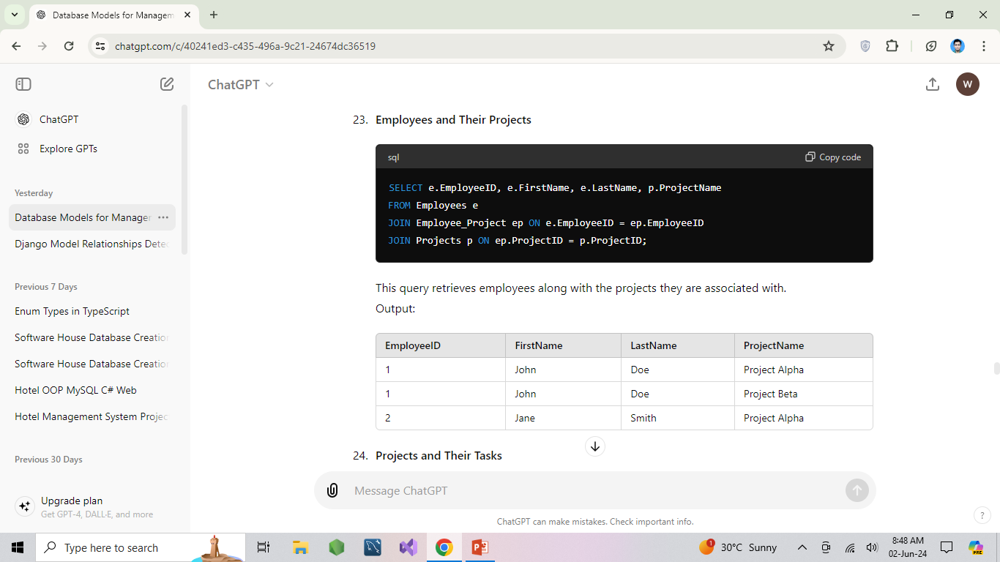 Database Models for Managem
chatgpt.com/c/40241ed3-c435-496a-9c21-24674dc36519
ChatGPT
W
ChatGPT
Explore GPTs
Yesterday
Database Models for Manager
Django Model Relationships Dete
Previous 7 Days
Enum Types in TypeScript
Software House Database Creation
Software House Database Creation
Hotel OOP MySQL C# Web
Hotel Management System Projec
Previous 30 Days
Upgrade plan
Get GPT-4, DALL·E, and more
23. Employees and Their Projects
sql Copy code
SELECT e.EmployeeID, e.FirstName, e.LastName, p.ProjectName
FROM Employees e
JOIN Employee_Project ep ON e.EmployeeID = ep.EmployeeID
JOIN Projects p ON ep.ProjectID = p.ProjectID;
This query retrieves employees along with the projects they are associated with.
Output:
EmployeeID FirstName LastName ProjectName
1 John Doe Project Alpha
1 John Doe Project Beta
2 Jane Smith Project Alpha
24. Projects and Their Tasks
Message ChatGPT
ChatGPT can make mistakes. Check important info.
?
Type here to search
1
30°C Sunny
8:48 AM
02-Jun-24
PRE